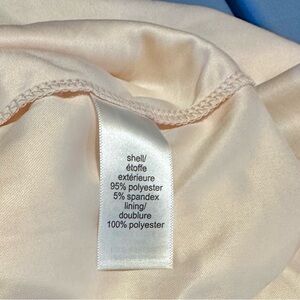 shell/
étoffe
extérieure
95% polyester
5% spandex
lining/
doublure
100% polyester